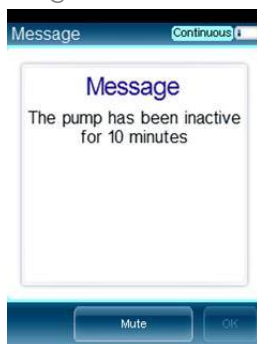 Message Continuous
Message
The pump has been inactive
for 10 minutes
Mute OK